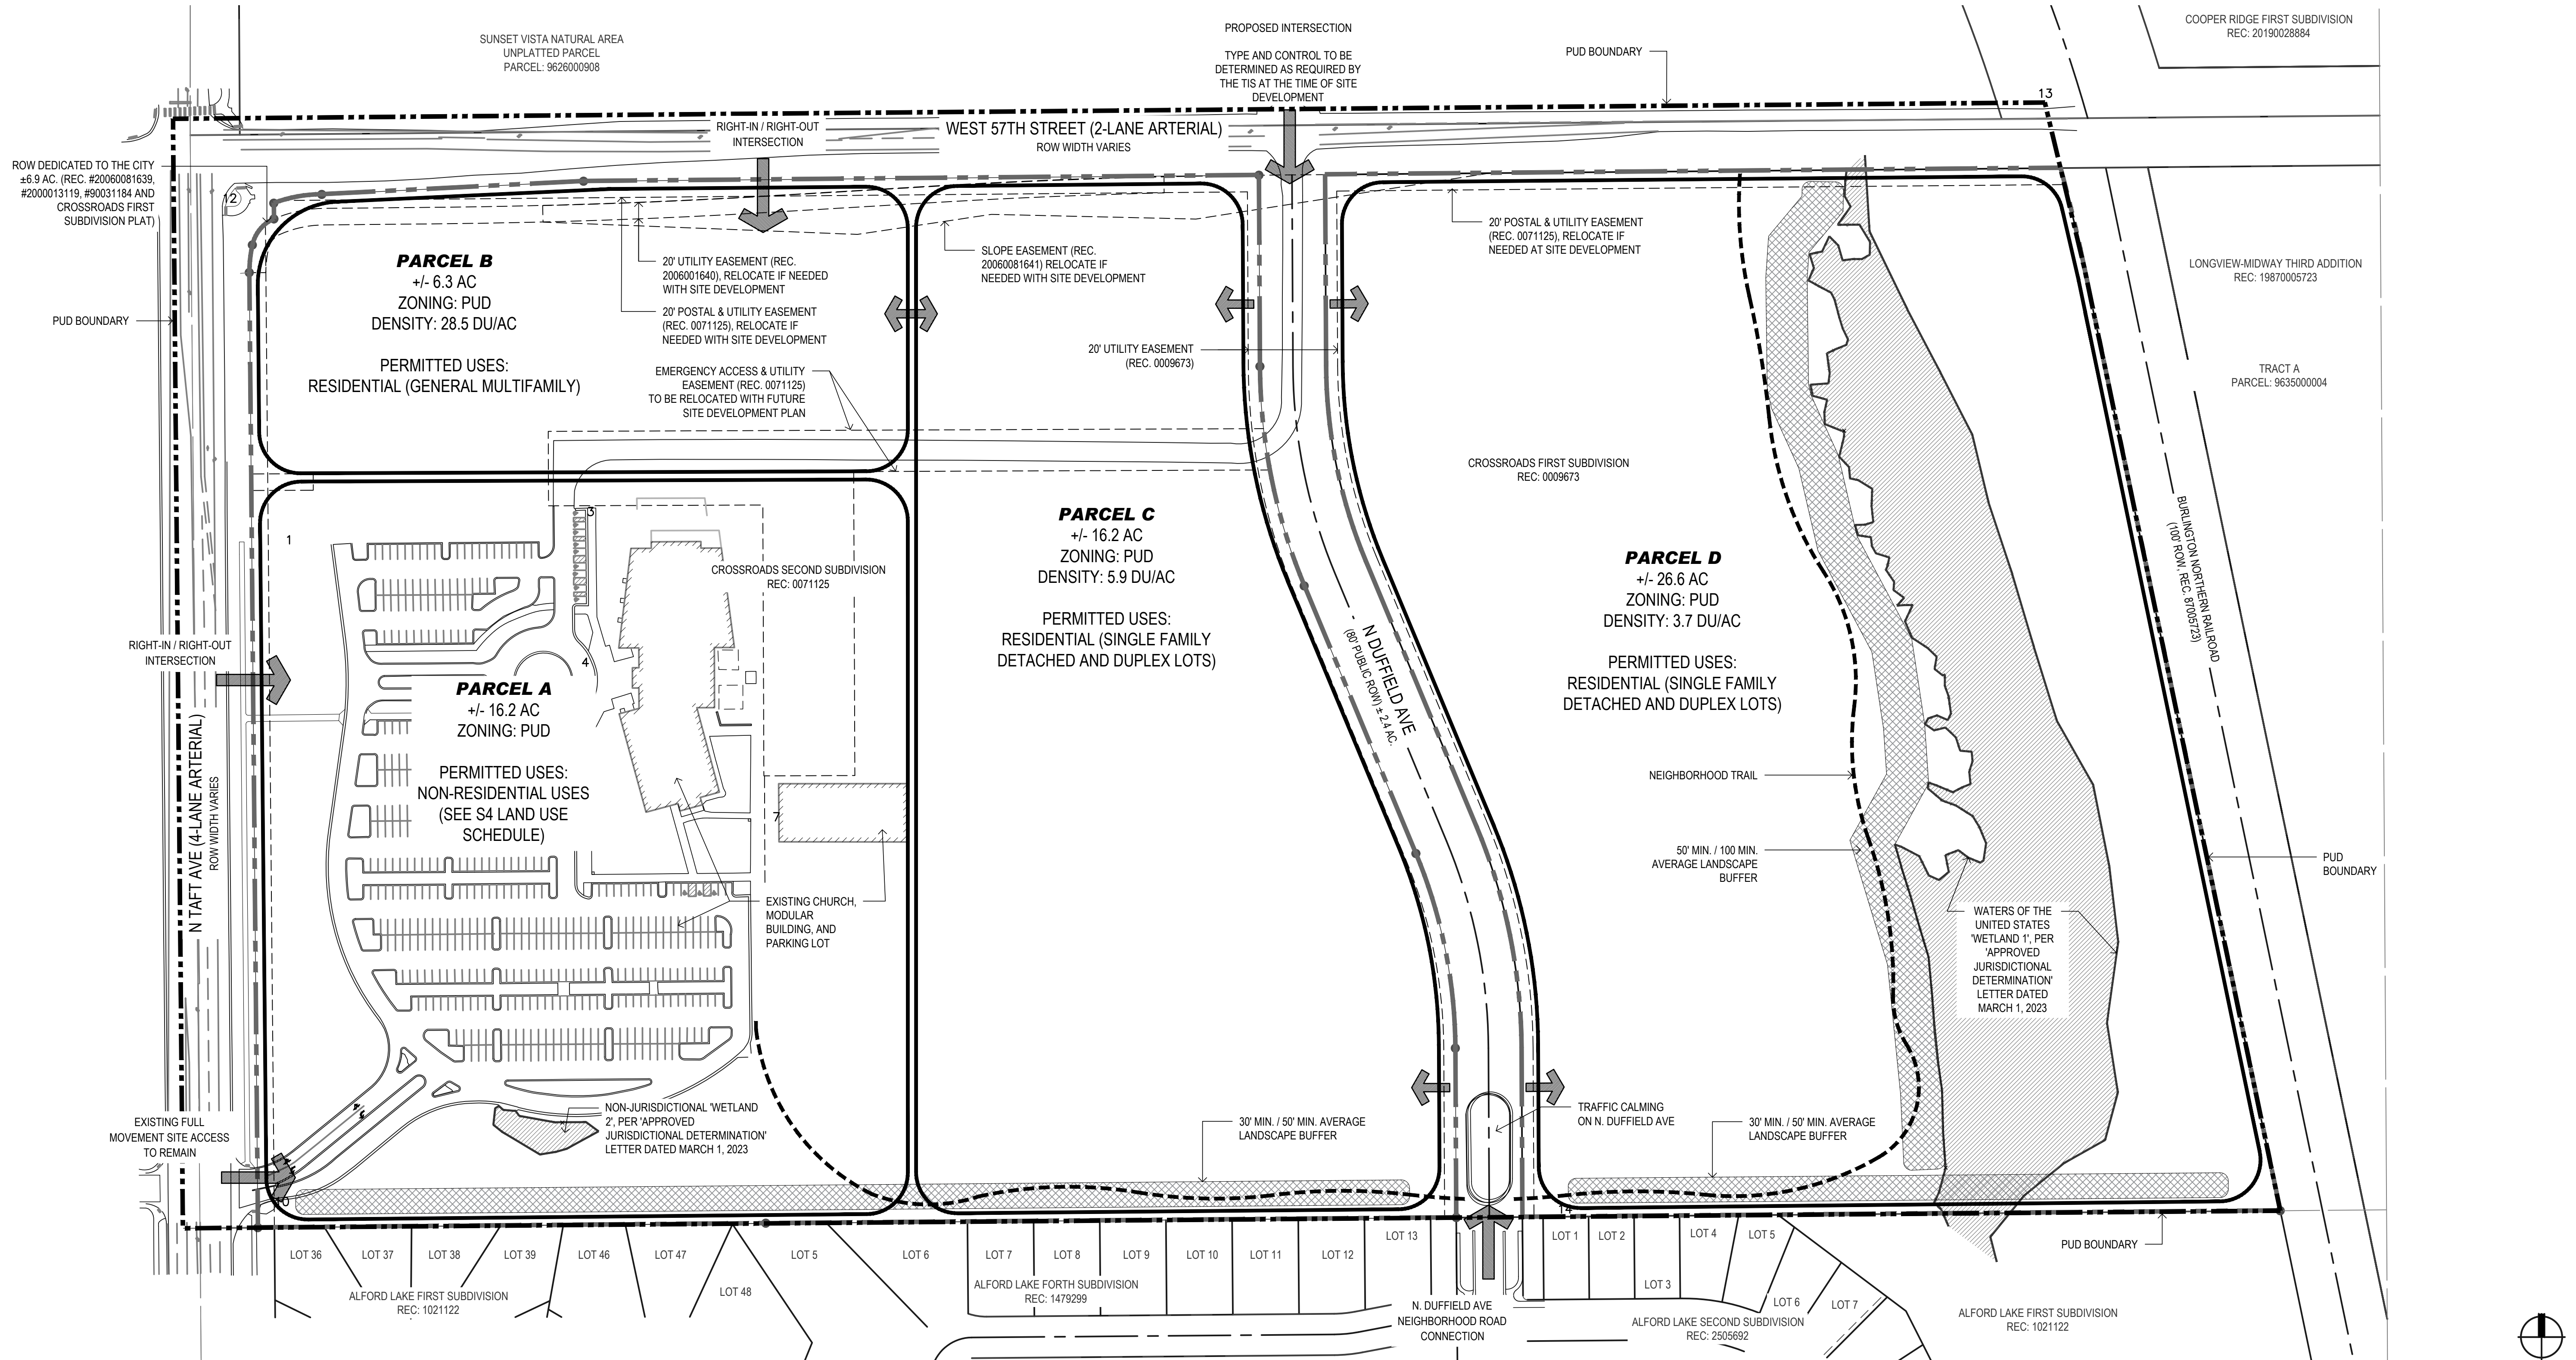 SUNSET VISTA NATURAL AREA
UNPLATTED PARCEL
PARCEL: 9626000908
PROPOSED INTERSECTION
TYPE AND CONTROL TO BE
DETERMINED AS REQUIRED BY
THE TIS AT THE TIME OF SITE
DEVELOPMENT
PUD BOUNDARY
COOPER RIDGE FIRST SUBDIVISION
REC: 20190028884
13
RIGHT-IN / RIGHT-OUT
INTERSECTION
WEST 57TH STREET (2-LANE ARTERIAL)
ROW WIDTH VARIES
ROW DEDICATED TO THE CITY
±6.9 AC. (REC. #20060081639,
#2000013119, #90031184 AND
CROSSROADS FIRST
SUBDIVISION PLAT)
12
PUD BOUNDARY
PARCEL B
+/- 6.3 AC
ZONING: PUD
DENSITY: 28.5 DU/AC
PERMITTED USES:
RESIDENTIAL (GENERAL MULTIFAMILY)
20' UTILITY EASEMENT (REC.
2006001640), RELOCATE IF NEEDED
WITH SITE DEVELOPMENT
20' POSTAL & UTILITY EASEMENT
(REC. 0071125), RELOCATE IF
NEEDED WITH SITE DEVELOPMENT
EMERGENCY ACCESS & UTILITY
EASEMENT (REC. 0071125)
TO BE RELOCATED WITH FUTURE
SITE DEVELOPMENT PLAN
SLOPE EASEMENT (REC.
20060081641) RELOCATE IF
NEEDED WITH SITE DEVELOPMENT
20' UTILITY EASEMENT
(REC. 0009673)
20' POSTAL & UTILITY EASEMENT
(REC. 0071125), RELOCATE IF
NEEDED AT SITE DEVELOPMENT
LONGVIEW-MIDWAY THIRD ADDITION
REC: 19870005723
TRACT A
PARCEL: 9635000004
CROSSROADS FIRST SUBDIVISION
REC: 0009673
BURLINGTON NORTHERN RAILROAD
(100' ROW, REC. 87005723)
1
3
CROSSROADS SECOND SUBDIVISION
REC: 0071125
4
PARCEL C
+/- 16.2 AC
ZONING: PUD
DENSITY: 5.9 DU/AC
PERMITTED USES:
RESIDENTIAL (SINGLE FAMILY
DETACHED AND DUPLEX LOTS)
N DUFFIELD AVE
(80' PUBLIC ROW) ± 2.4 AC.
PARCEL D
+/- 26.6 AC
ZONING: PUD
DENSITY: 3.7 DU/AC
PERMITTED USES:
RESIDENTIAL (SINGLE FAMILY
DETACHED AND DUPLEX LOTS)
RIGHT-IN / RIGHT-OUT
INTERSECTION
N TAFT AVE (4-LANE ARTERIAL)
ROW WIDTH VARIES
PARCEL A
+/- 16.2 AC
ZONING: PUD
PERMITTED USES:
NON-RESIDENTIAL USES
(SEE S4 LAND USE
SCHEDULE)
7
EXISTING CHURCH,
MODULAR
BUILDING, AND
PARKING LOT
NEIGHBORHOOD TRAIL
50' MIN. / 100 MIN.
AVERAGE LANDSCAPE
BUFFER
PUD
BOUNDARY
WATERS OF THE
UNITED STATES
'WETLAND 1', PER
'APPROVED
JURISDICTIONAL
DETERMINATION'
LETTER DATED
MARCH 1, 2023
EXISTING FULL
MOVEMENT SITE ACCESS
TO REMAIN
10
NON-JURISDICTIONAL 'WETLAND
2', PER 'APPROVED
JURISDICTIONAL DETERMINATION'
LETTER DATED MARCH 1, 2023
30' MIN. / 50' MIN. AVERAGE
LANDSCAPE BUFFER
TRAFFIC CALMING
ON N. DUFFIELD AVE
30' MIN. / 50' MIN. AVERAGE
LANDSCAPE BUFFER
14
PUD BOUNDARY
LOT 36
LOT 37
LOT 38
LOT 39
LOT 46
LOT 47
LOT 48
LOT 5
LOT 6
LOT 7
LOT 8
LOT 9
LOT 10
LOT 11
LOT 12
LOT 13
LOT 1
LOT 2
LOT 3
LOT 4
LOT 5
LOT 6
LOT 7
ALFORD LAKE FIRST SUBDIVISION
REC: 1021122
ALFORD LAKE FORTH SUBDIVISION
REC: 1479299
N. DUFFIELD AVE
NEIGHBORHOOD ROAD
CONNECTION
ALFORD LAKE SECOND SUBDIVISION
REC: 2505692
ALFORD LAKE FIRST SUBDIVISION
REC: 1021122